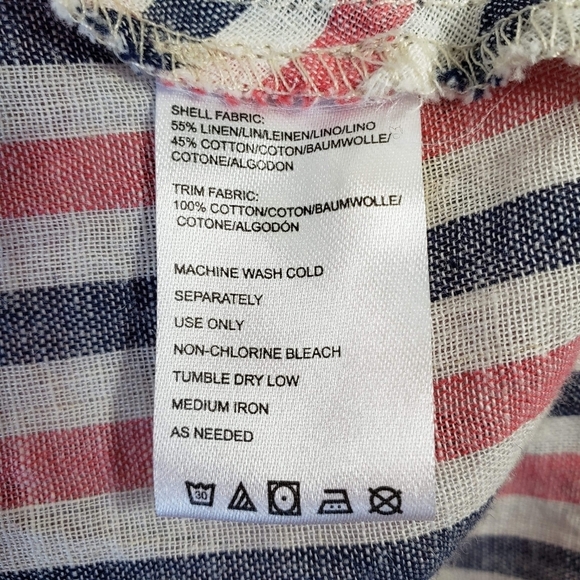 SHELL FABRIC:
55% LINEN/LIN/LEINEN/LINO/LINO
45% COTTON/COTON/BAUMWOLLE/
COTONE/ALGODON
TRIM FABRIC:
100% COTTON/COTON/BAUMWOLLE/
COTONE/ALGODÓN
MACHINE WASH COLD
SEPARATELY
USE ONLY
NON-CHLORINE BLEACH
TUMBLE DRY LOW
MEDIUM IRON
AS NEEDED
30